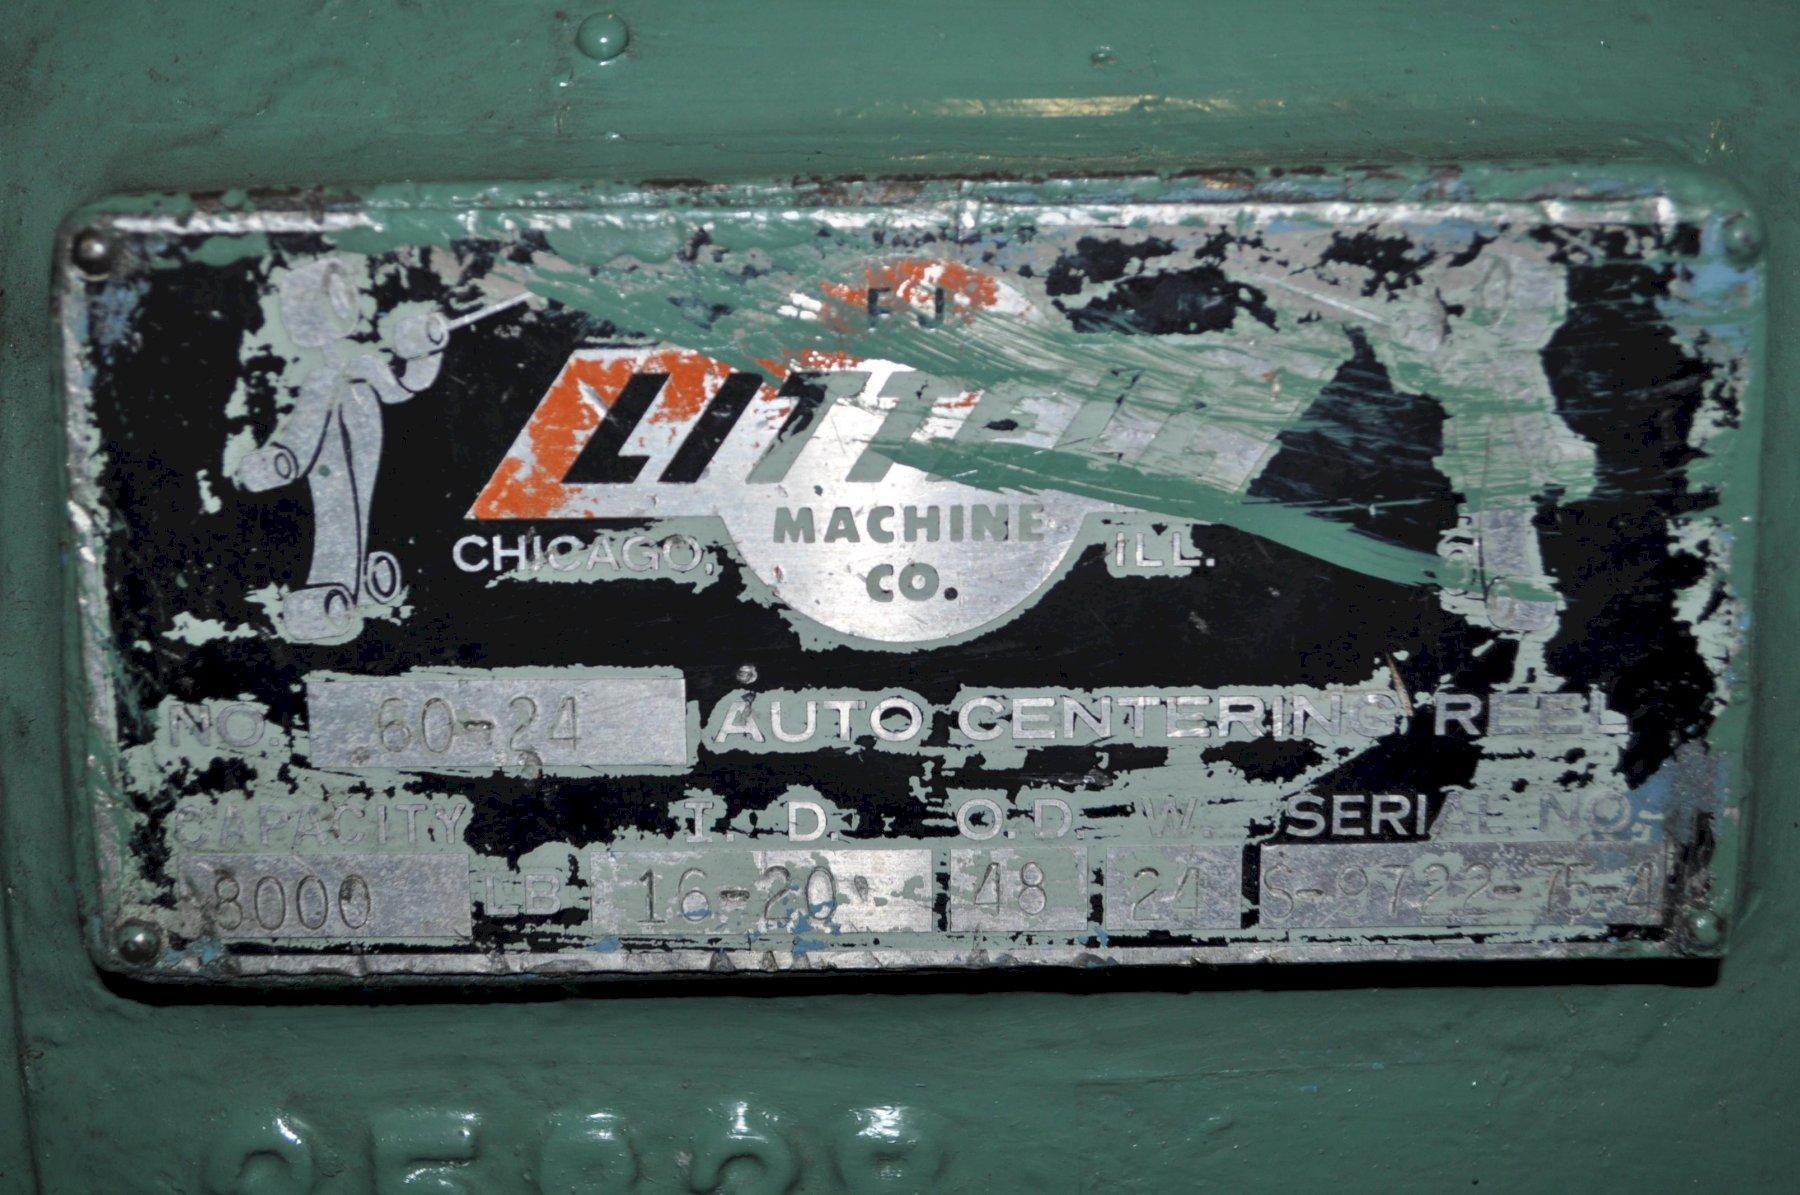 F J
LITTELL
MACHINE
CHICAGO, CO. ILL.
NO. 60-24 AUTO CENTERING REEL
CAPACITY I.D. O.D. W. SERIAL NO.
8000 LB 16-20 48 24 S-9722-75-4